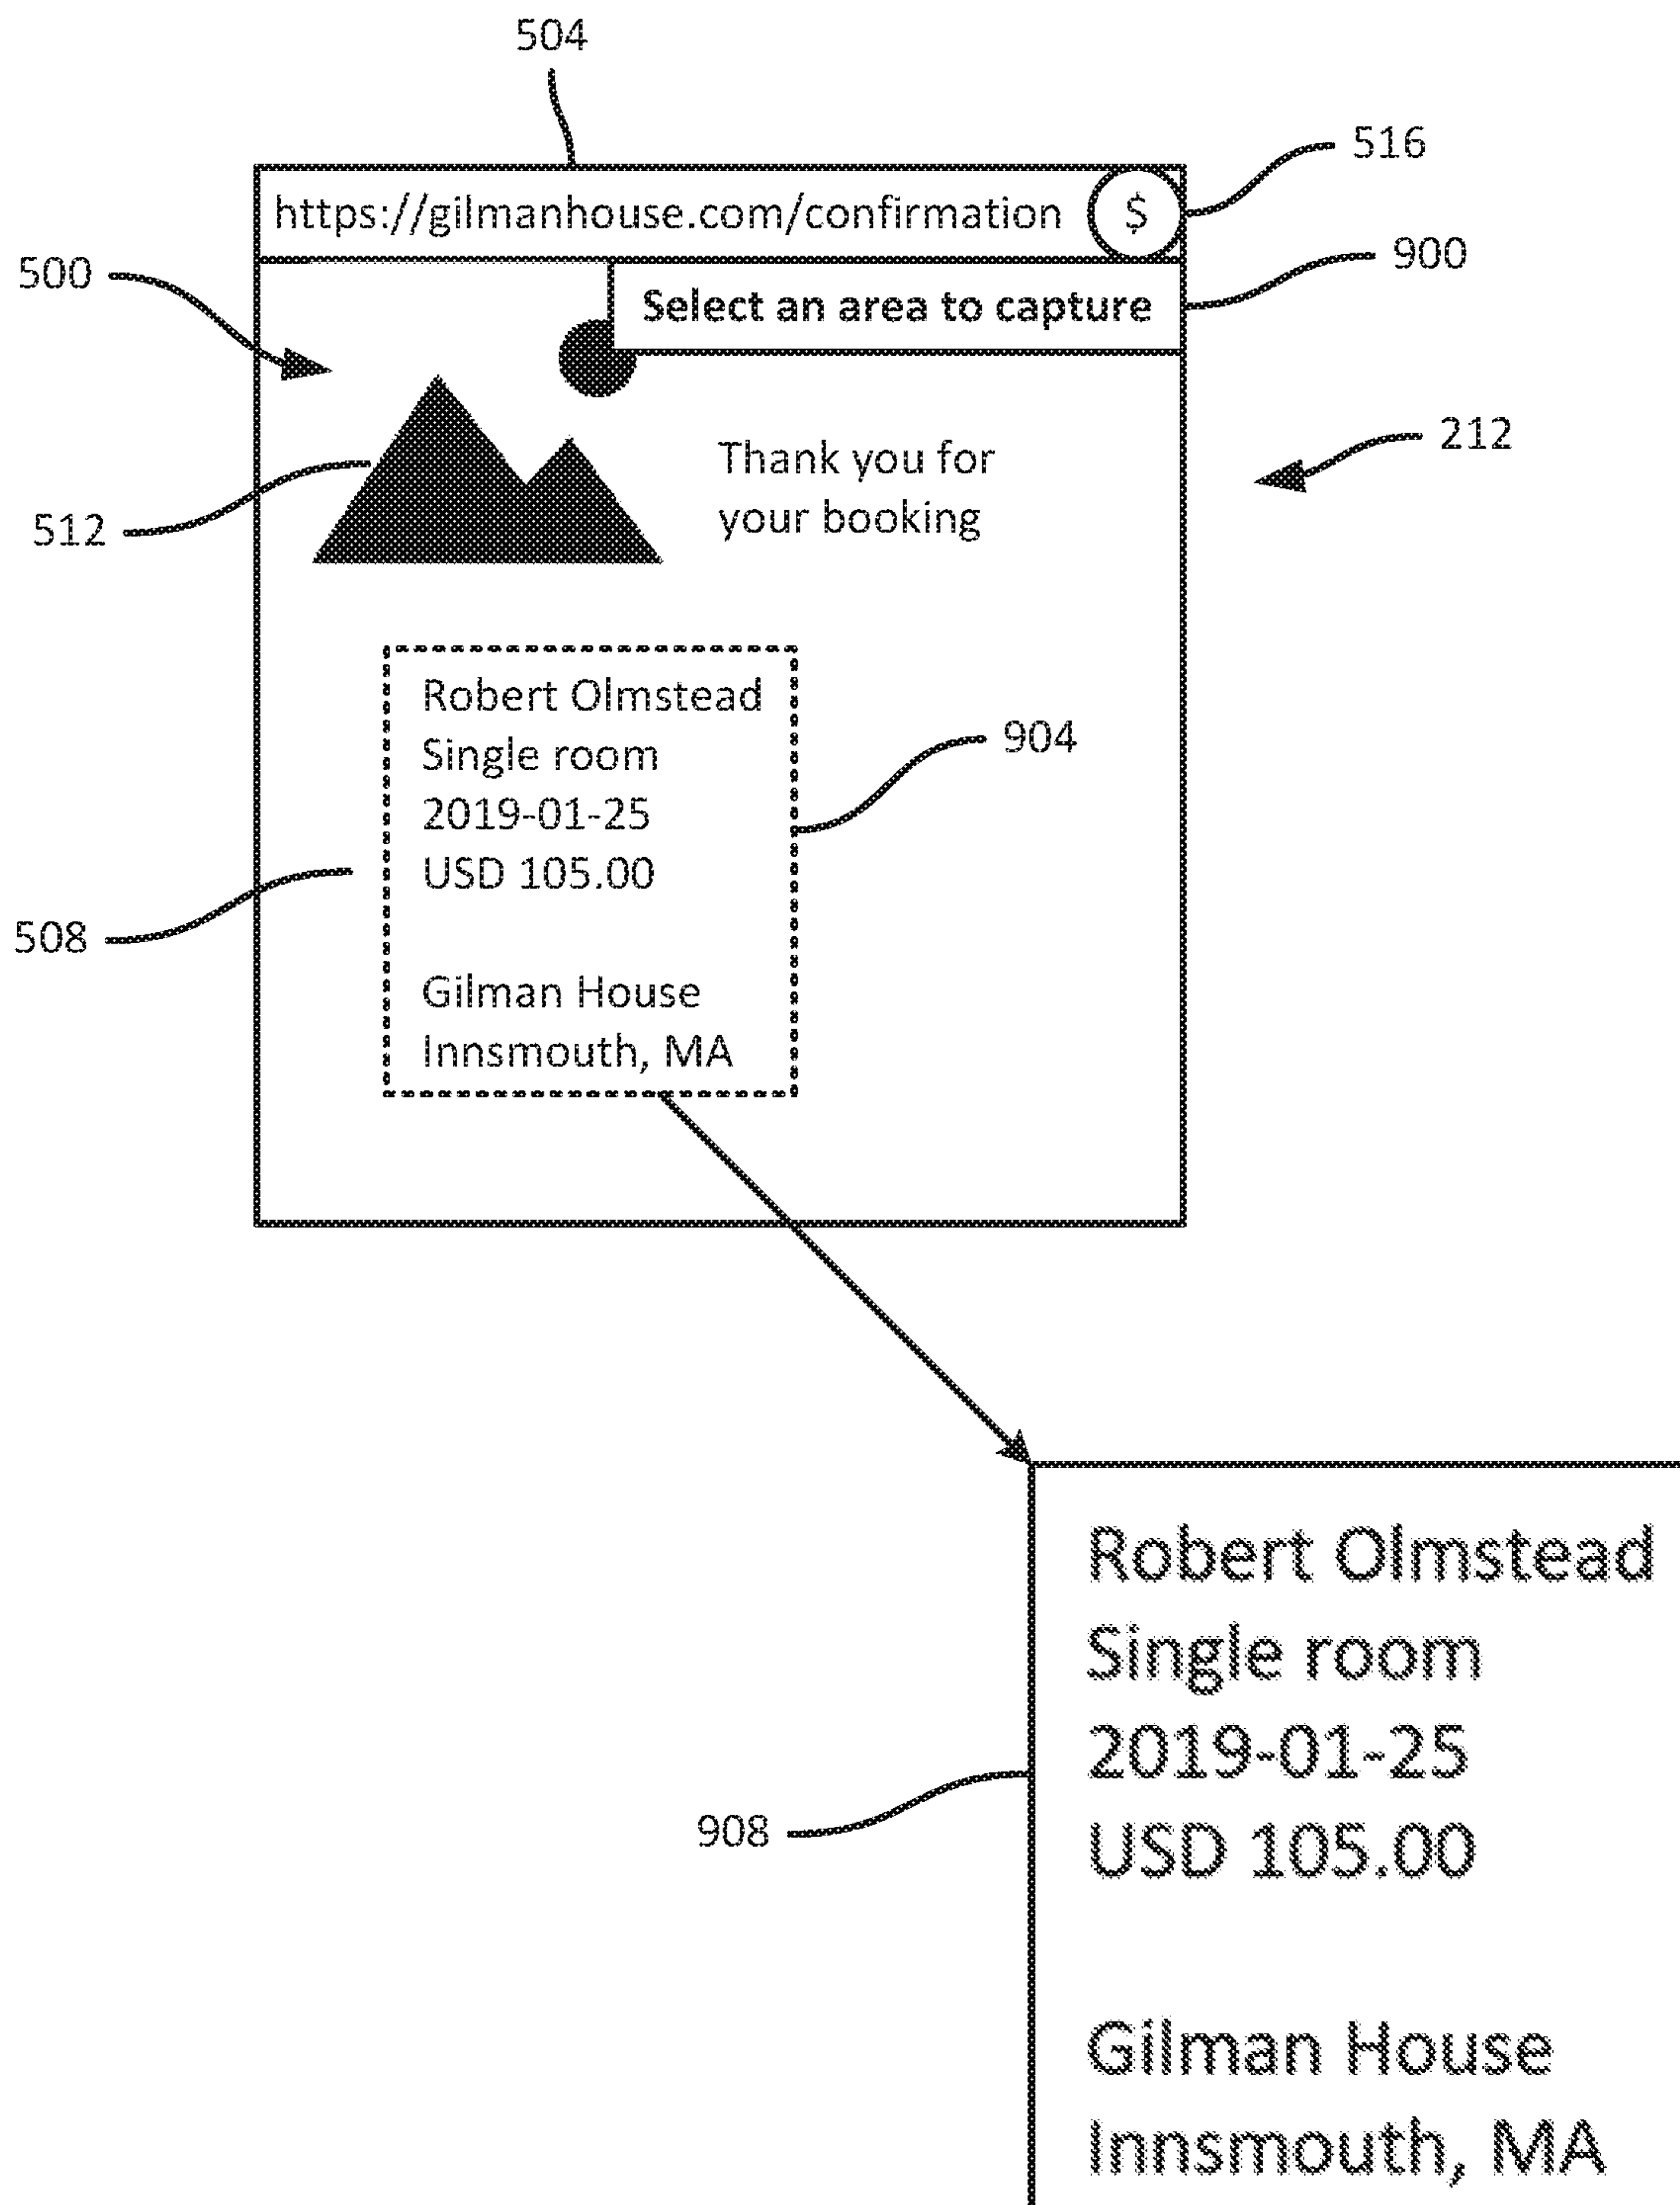 504
516
https://gilmanhouse.com/confirmation $
900
500
Select an area to capture
212
Thank you for
your booking
512
Robert Olmstead
Single room
2019-01-25
USD 105.00
Gilman House
Innsmouth, MA
904
508
Robert Olmstead
Single room
2019-01-25
USD 105.00
Gilman House
Innsmouth, MA
908